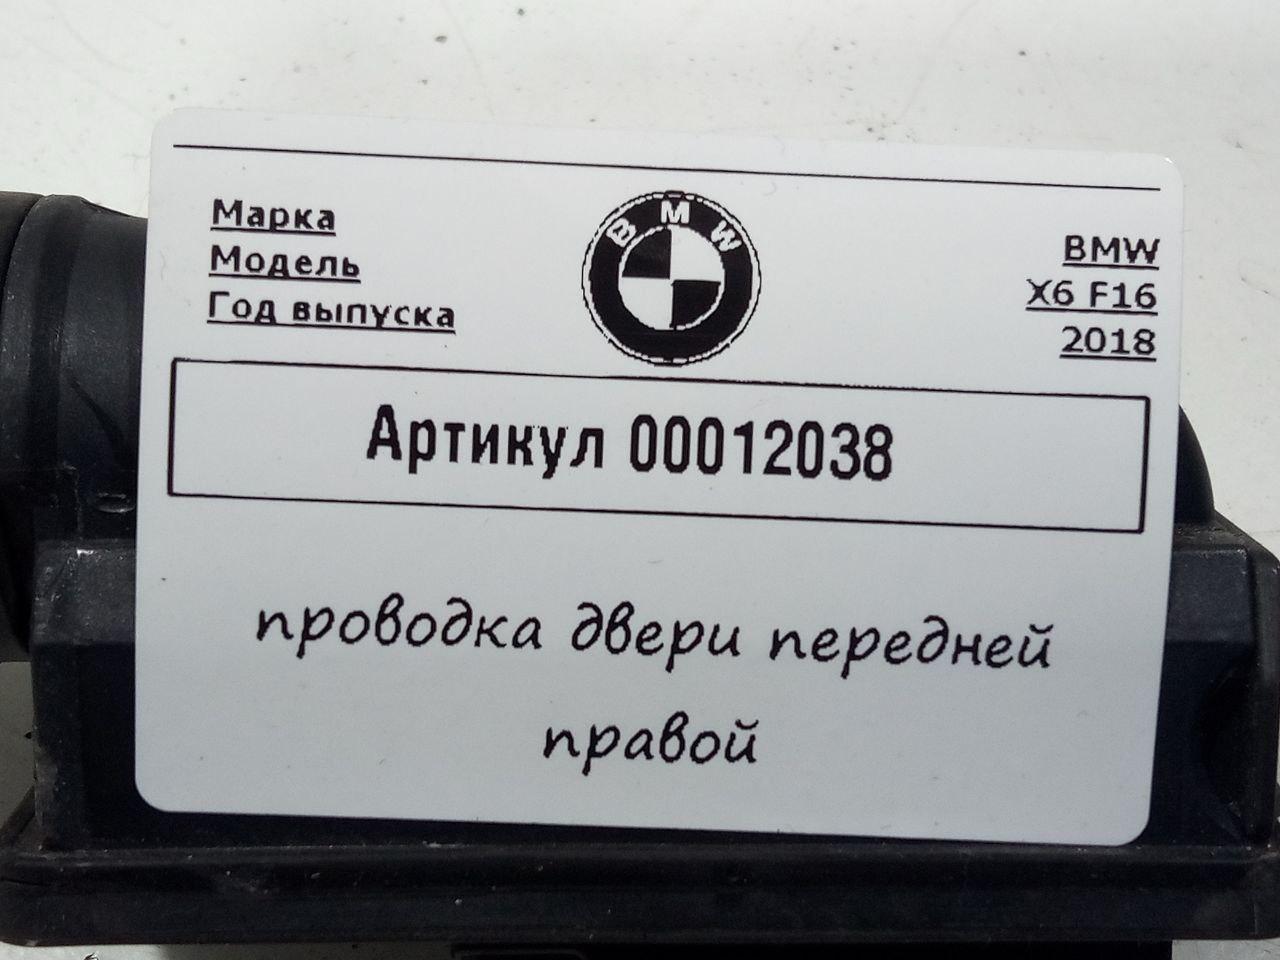 Марка BMW BMW
Модель X6 F16
Год выпуска 2018
Артикул 00012038
проводка двери передней
правой